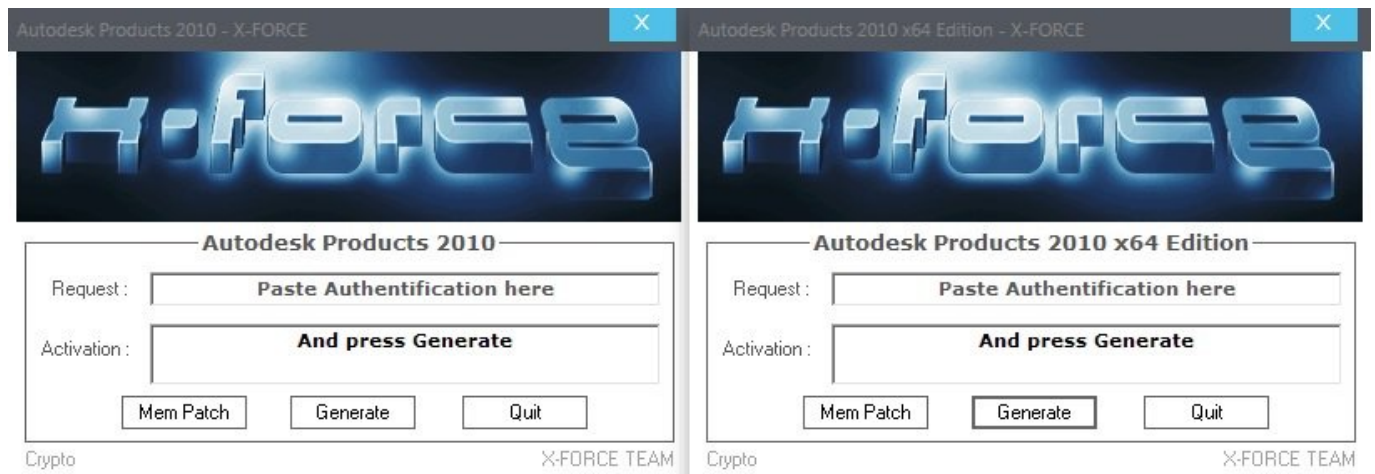 Autodesk Products 2010 - X-FORCE
X
x-force
Autodesk Products 2010
Request :
Paste Authentification here
Activation :
And press Generate
Mem Patch
Generate
Quit
Crypto
X-FORCE TEAM
Autodesk Products 2010 x64 Edition - X-FORCE
X
x-force
Autodesk Products 2010 x64 Edition
Request :
Paste Authentification here
Activation :
And press Generate
Mem Patch
Generate
Quit
Crypto
X-FORCE TEAM